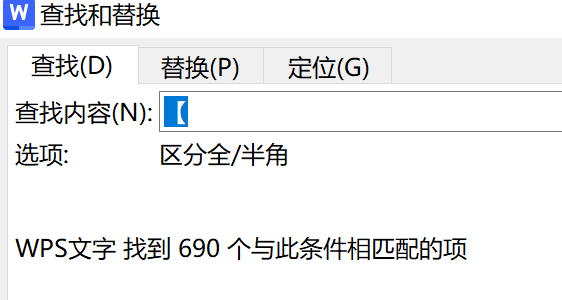 W 查找和替换
查找(D) 替换(P) 定位(G)
查找内容(N): 【
选项: 区分全/半角
WPS文字 找到 690 个与此条件相匹配的项